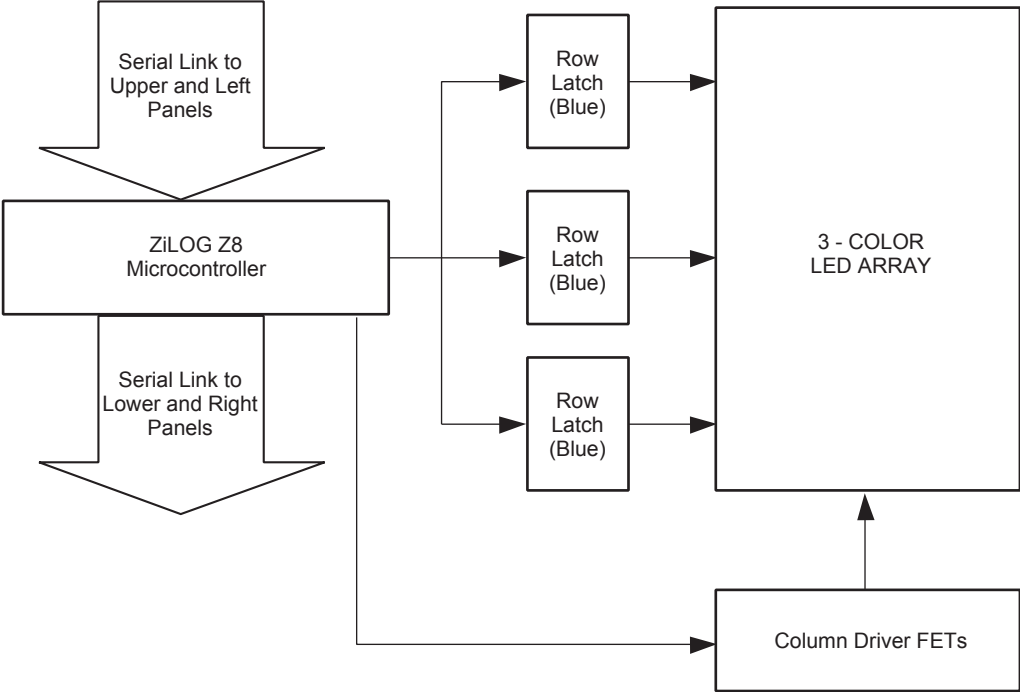 Serial Link to
Upper and Left
Panels
Row
Latch
(Blue)
ZiLOG Z8
Microcontroller
Row
Latch
(Blue)
3 - COLOR
LED ARRAY
Serial Link to
Lower and Right
Panels
Row
Latch
(Blue)
Column Driver FETs